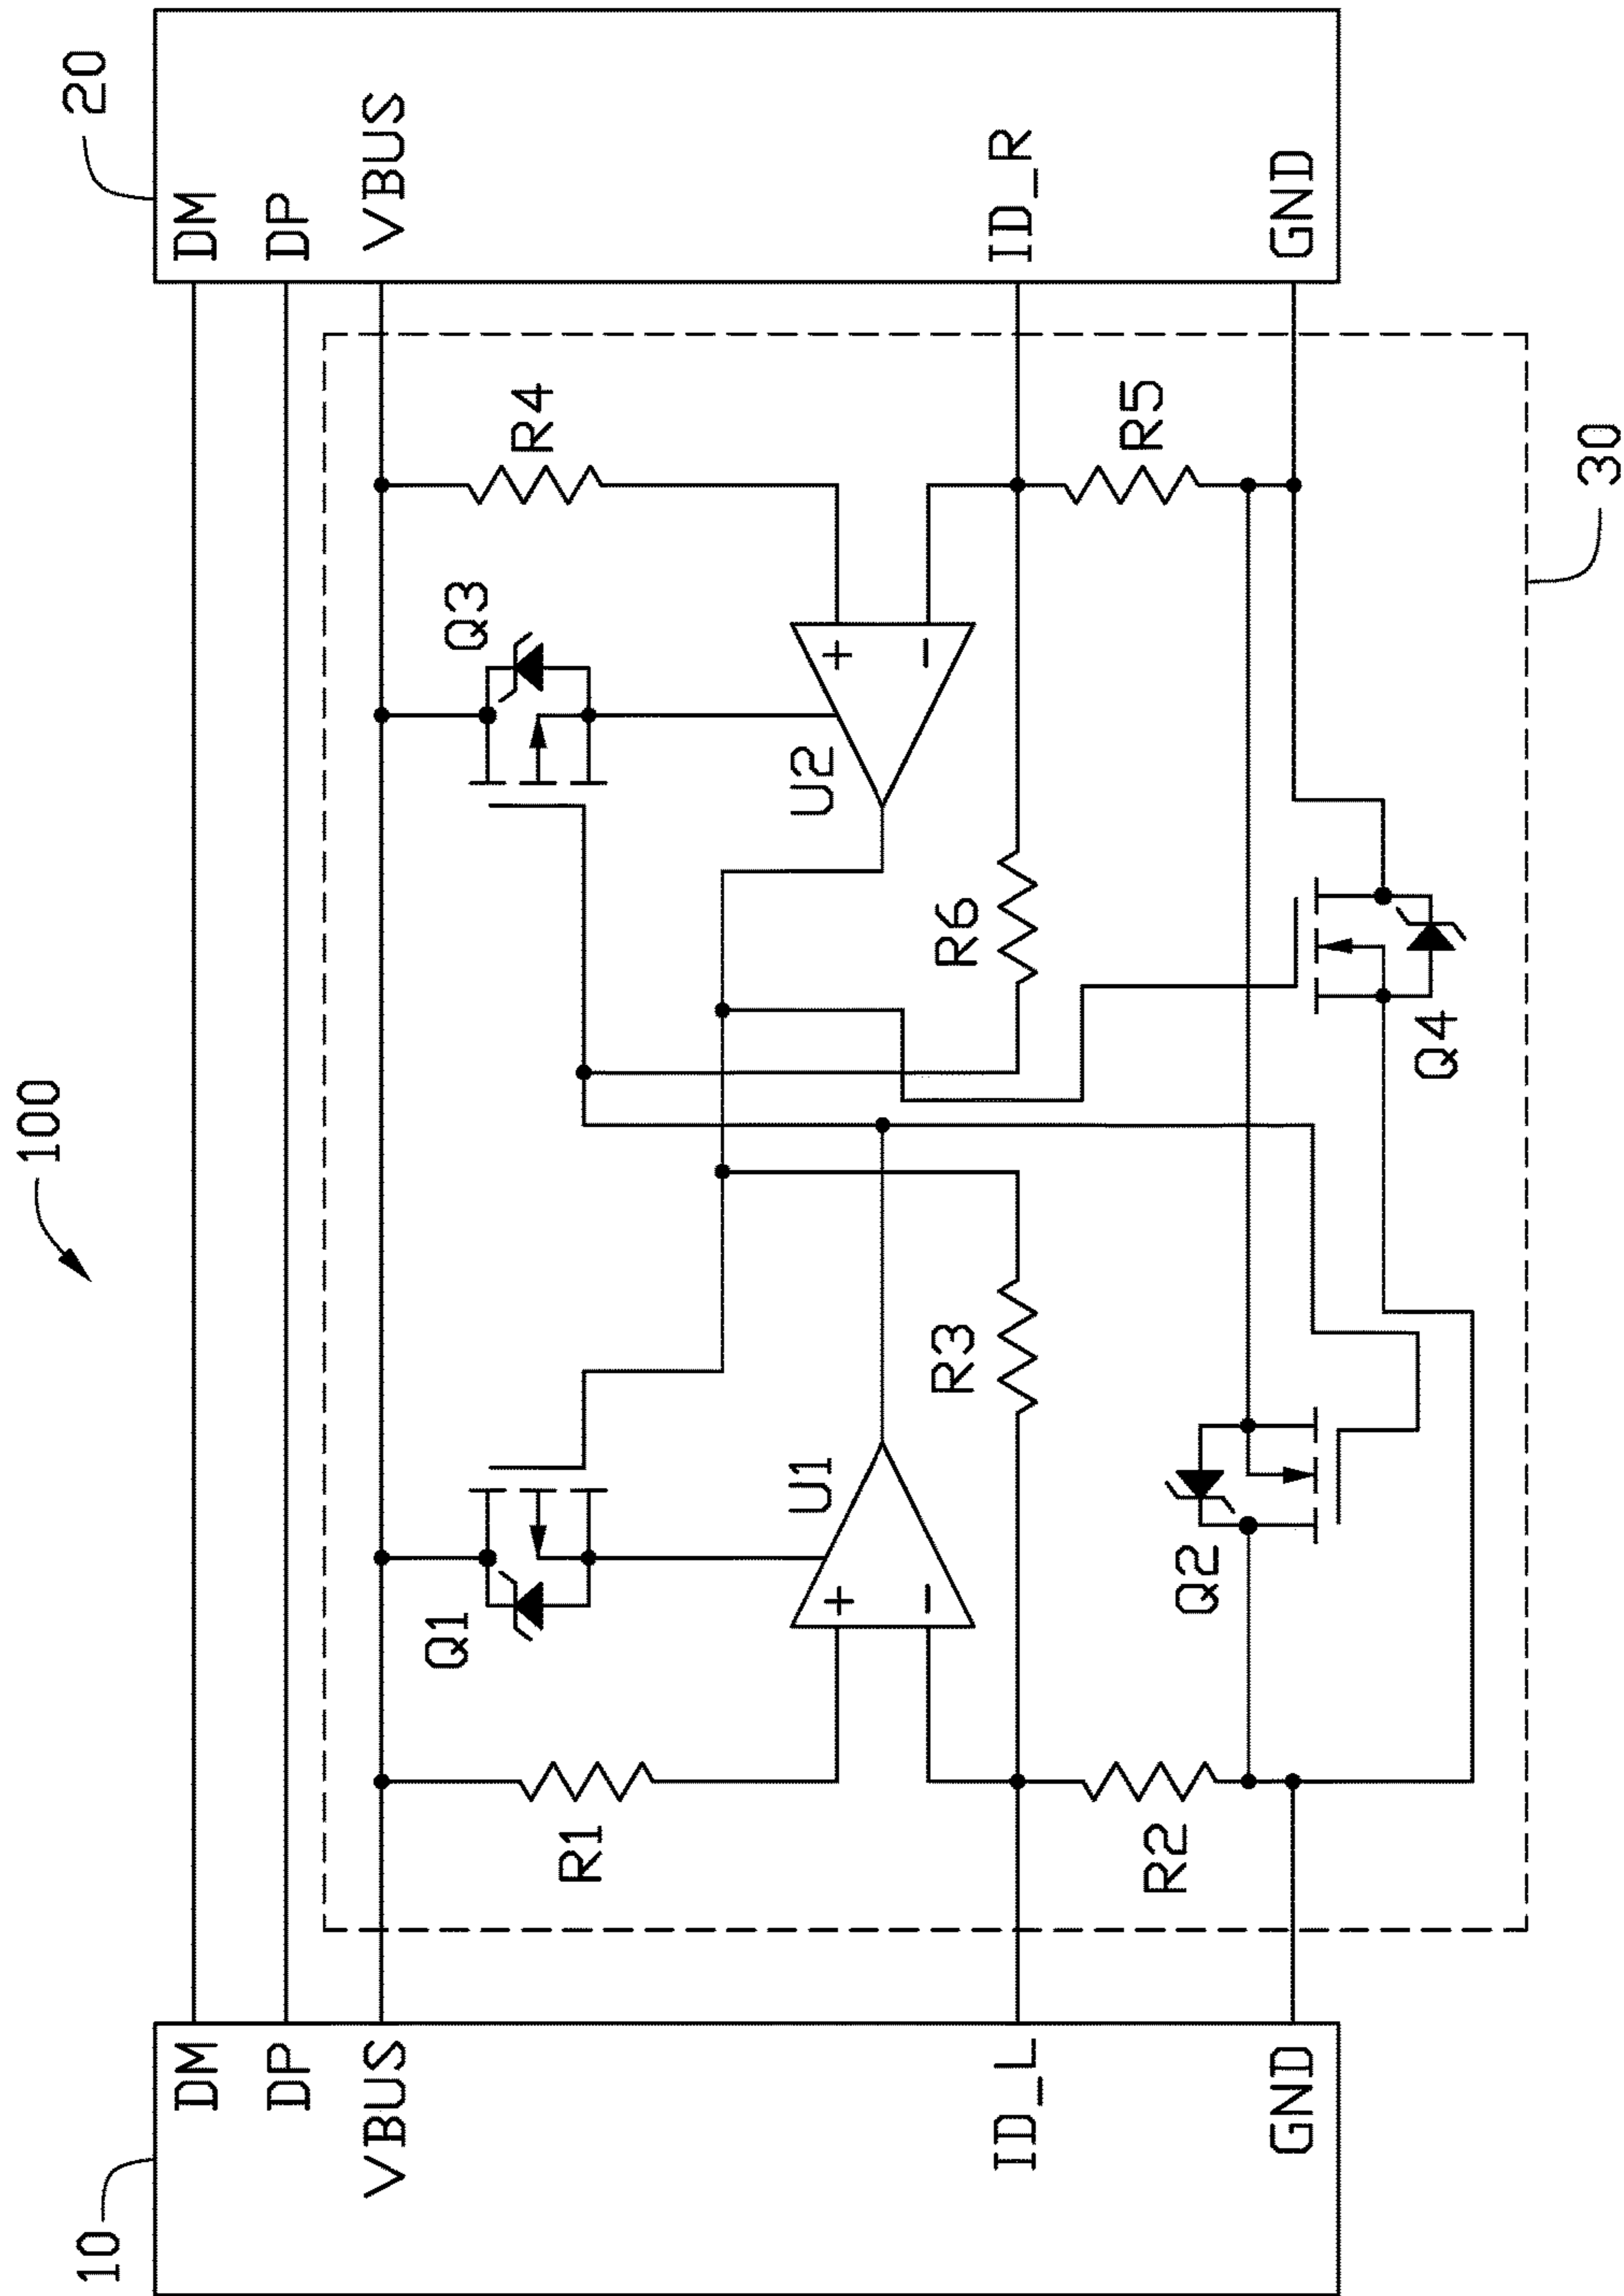 100
10
DM
DP
VBUS
ID_L
GND
20
DM
DP
VBUS
ID_R
GND
30
Q1
R1
+
-
U1
R3
R2
Q2
Q3
R4
+
-
U2
R6
R5
Q4